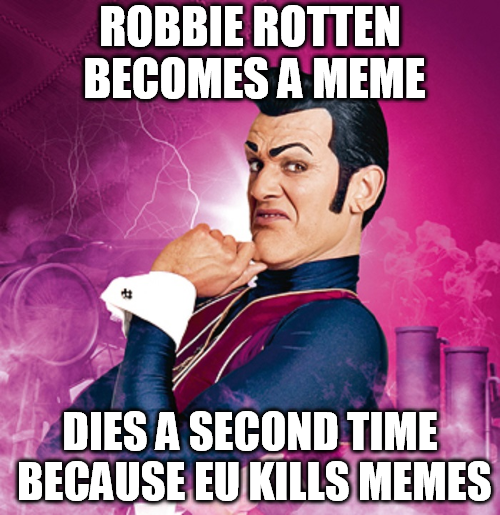 ROBBIE ROTTEN
BECOMES A MEME
DIES A SECOND TIME
BECAUSE EU KILLS MEMES